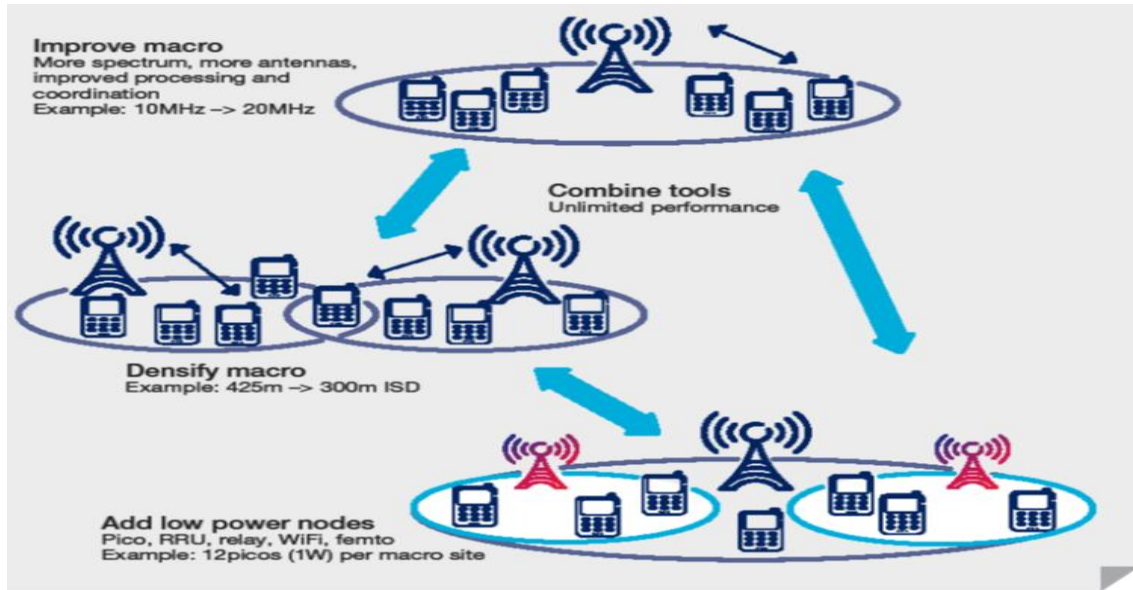 Improve macro
More spectrum, more antennas,
improved processing and
coordination
Example: 10MHz –> 20MHz
Combine tools
Unlimited performance
Densify macro
Example: 425m –> 300m ISD
Add low power nodes
Pico, RRU, relay, WiFi, femto
Example: 12picos (1W) per macro site